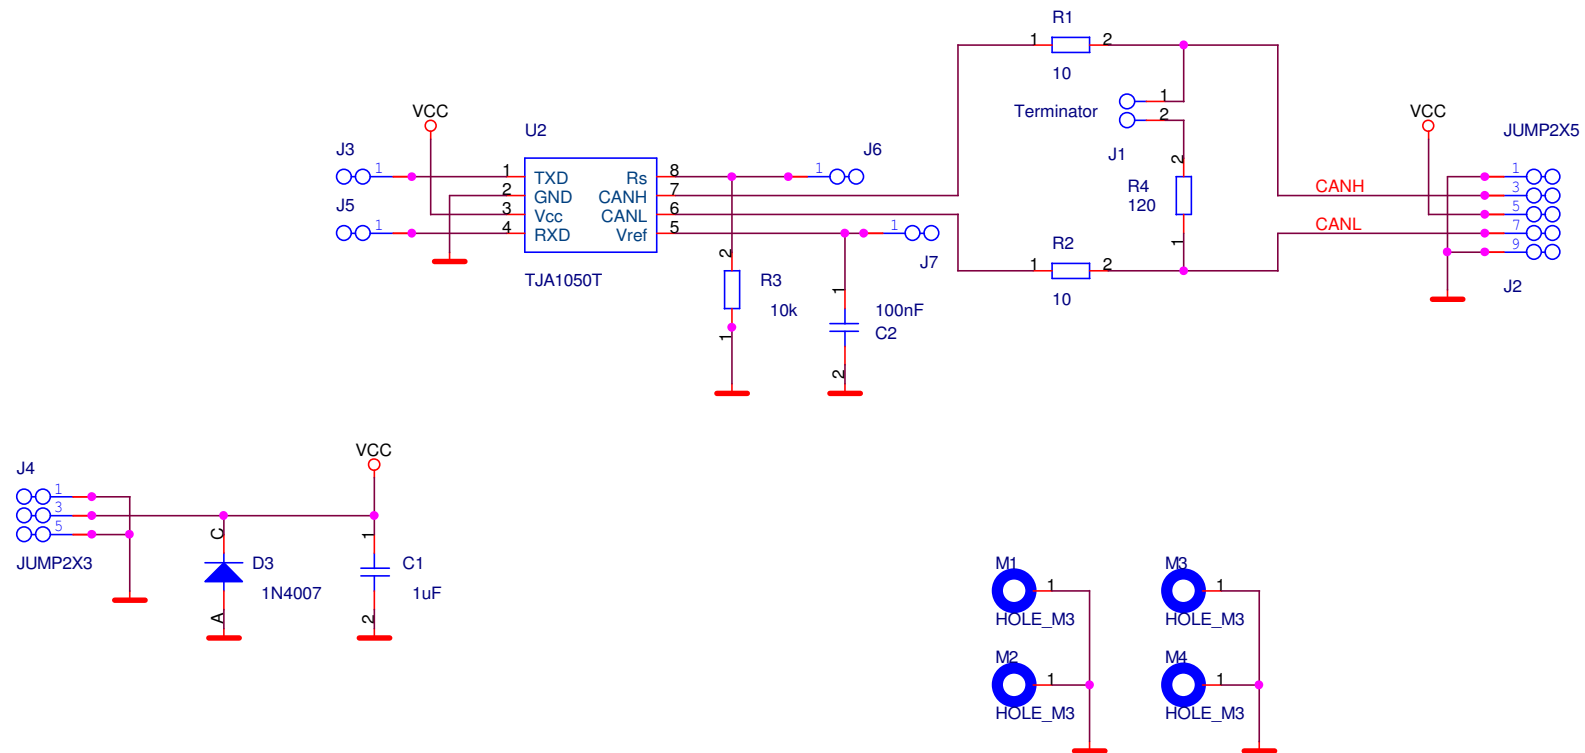 R1
1
2
10
1
Terminator
2
J1
VCC
VCC
JUMP2X5
U2
J3
1
1
TXD
Rs
8
1
J6
2
GND
CANH
7
J5
3
Vcc
CANL
6
1
4
RXD
Vref
5
1
J7
TJA1050T
2
R4
120
1
CANH
CANL
1
3
5
7
9
J2
R2
1
2
10
2
R3
10k
1
1
100nF
C2
2
J4
1
3
5
JUMP2X3
VCC
C
D3
1N4007
A
1
C1
1uF
2
M1
1
HOLE_M3
M3
1
HOLE_M3
M2
1
HOLE_M3
M4
1
HOLE_M3